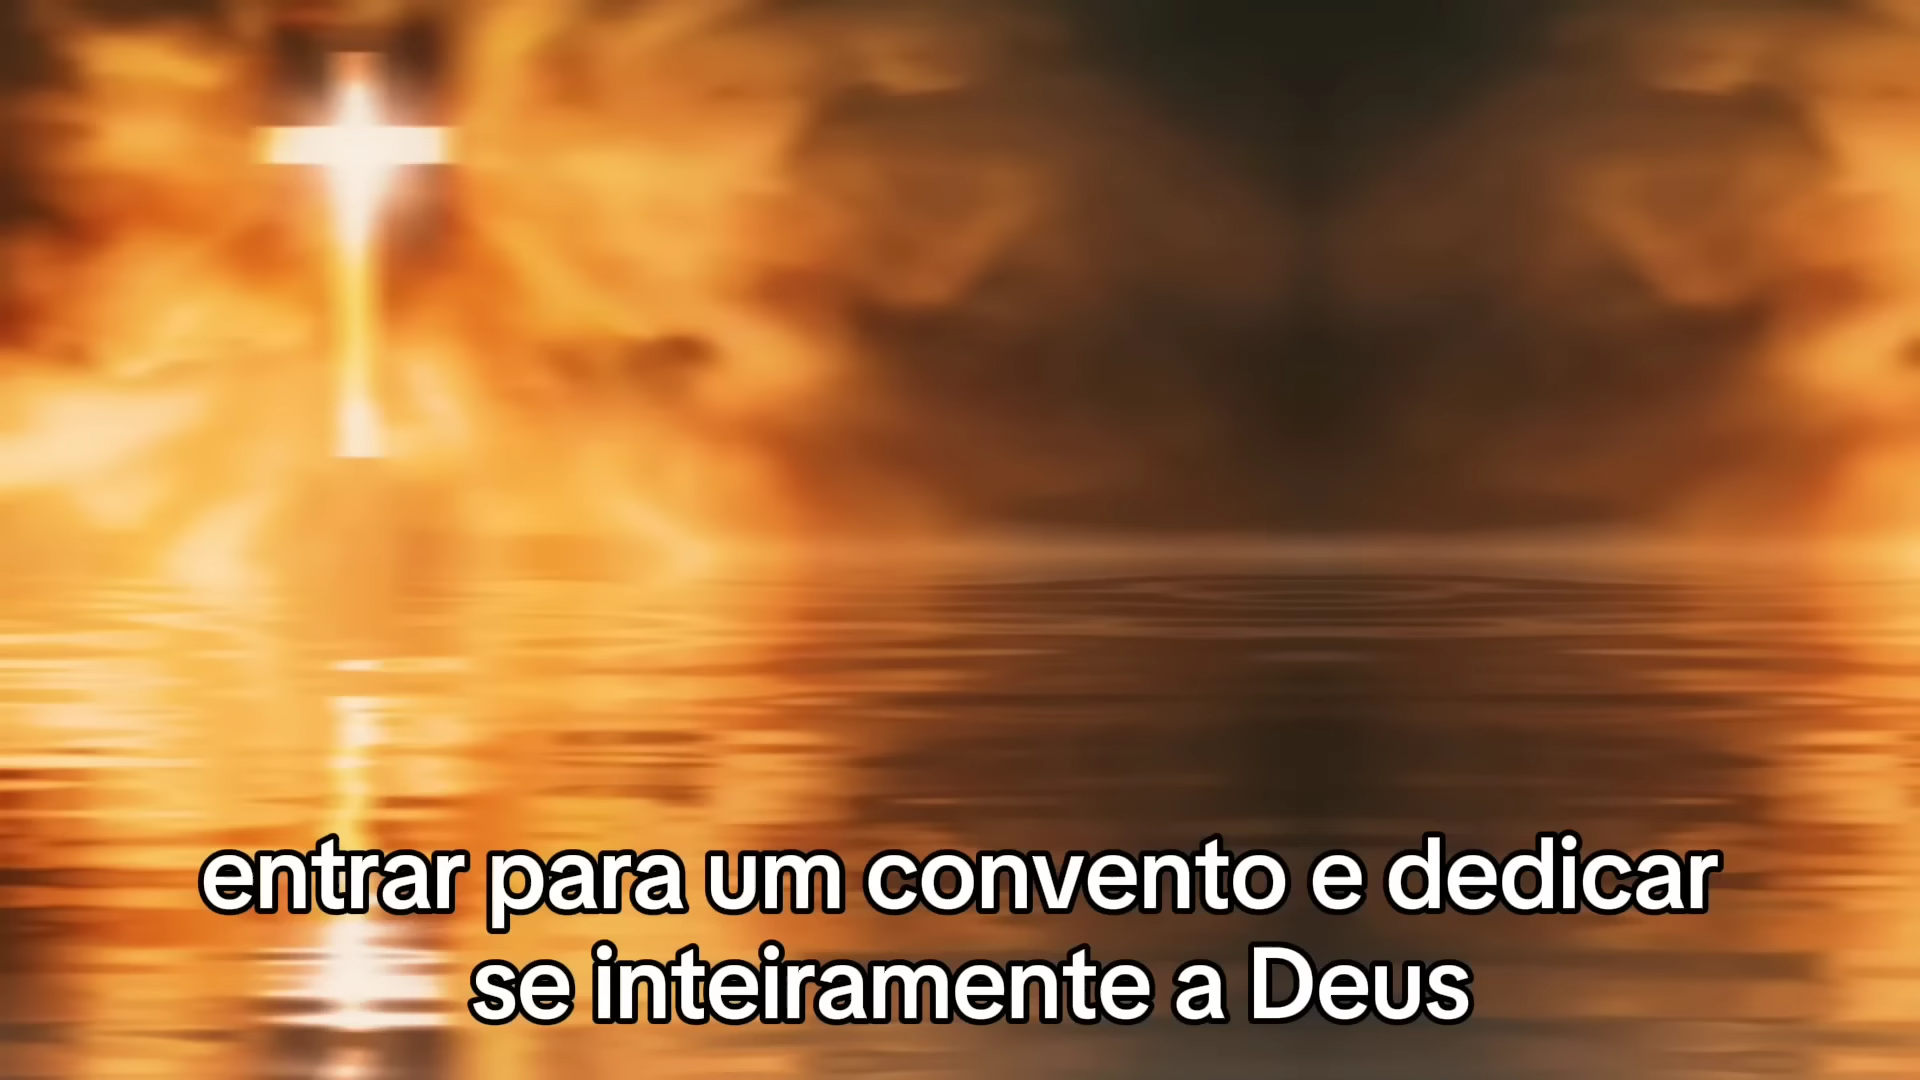 entrar para um convento e dedicar
se inteiramente a Deus